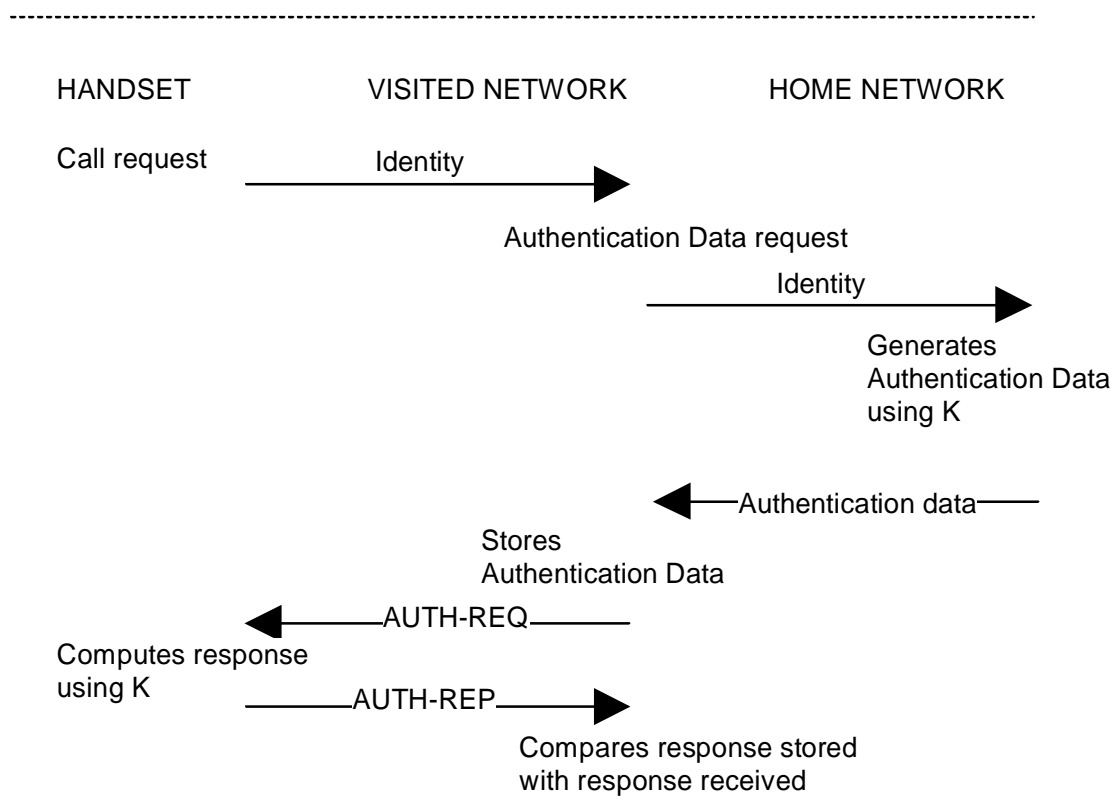 HANDSET VISITED NETWORK HOME NETWORK
Call request Identity
Authentication Data request
Identity
Generates
Authentication Data
using K
Authentication data
Stores
Authentication Data
AUTH-REQ
Computes response
using K
AUTH-REP
Compares response stored
with response received